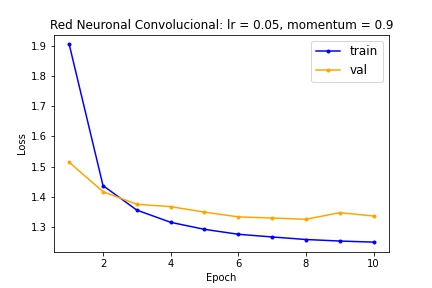 Red Neuronal Convolucional: lr = 0.05, momentum = 0.9
train
val
Loss
1.9
1.8
1.7
1.6
1.5
1.4
1.3
2 4 6 8 10
Epoch